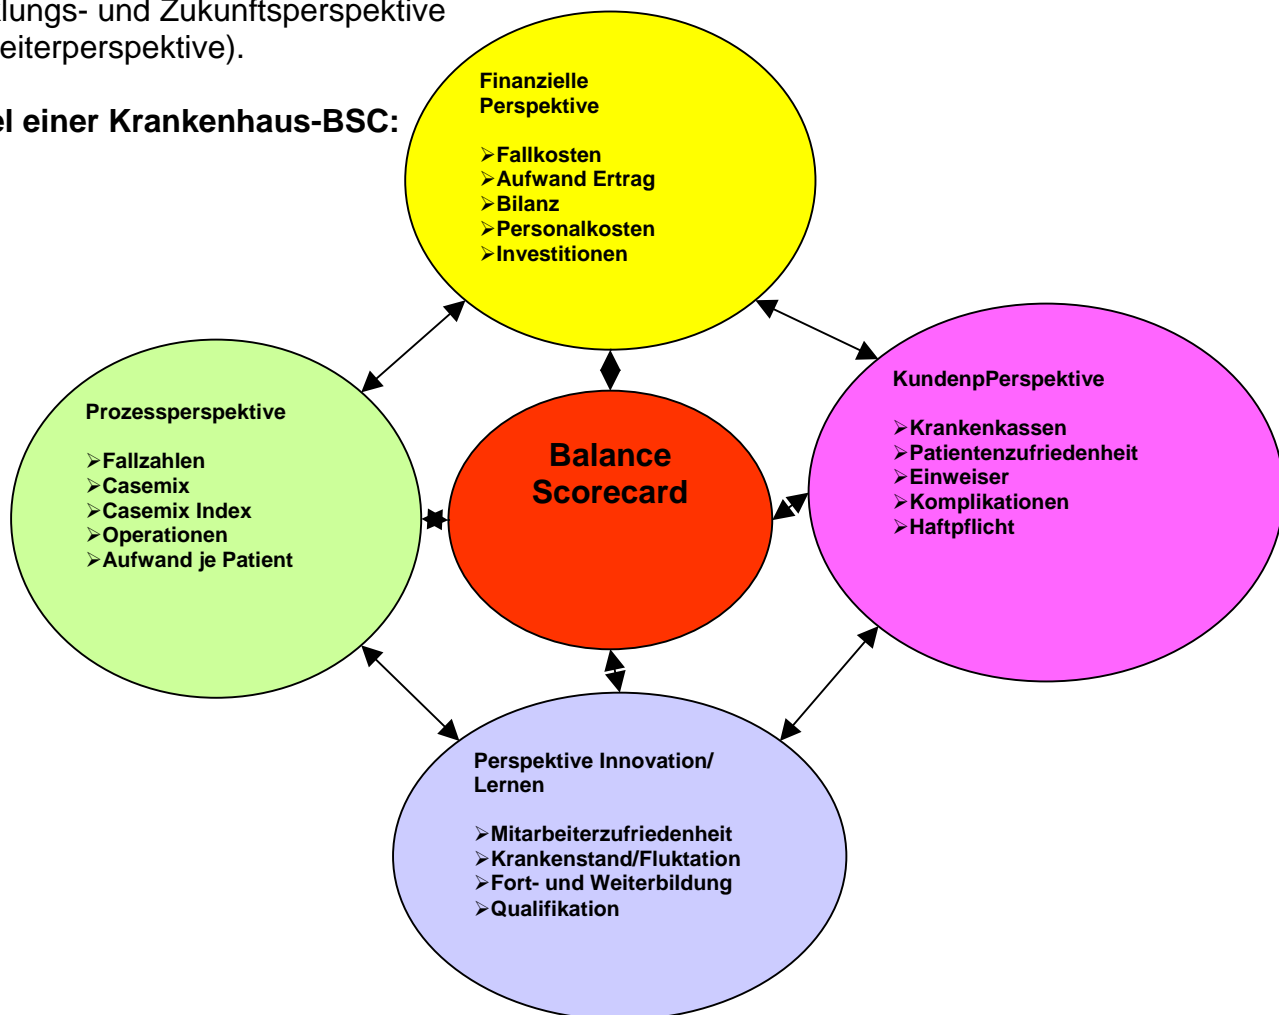 lungs- und Zukunftsperspektive
eiterperspektive).
el einer Krankenhaus-BSC:
Finanzielle
Perspektive
➢Fallkosten
➢Aufwand Ertrag
➢Bilanz
➢Personalkosten
➢Investitionen
KundenpPerspektive
➢Krankenkassen
➢Patientenzufriedenheit
➢Einweiser
➢Komplikationen
➢Haftpflicht
Prozessperspektive
➢Fallzahlen
➢Casemix
➢Casemix Index
➢Operationen
➢Aufwand je Patient
Balance
Scorecard
Perspektive Innovation/
Lernen
➢Mitarbeiterzufriedenheit
➢Krankenstand/Fluktation
➢Fort- und Weiterbildung
➢Qualifikation